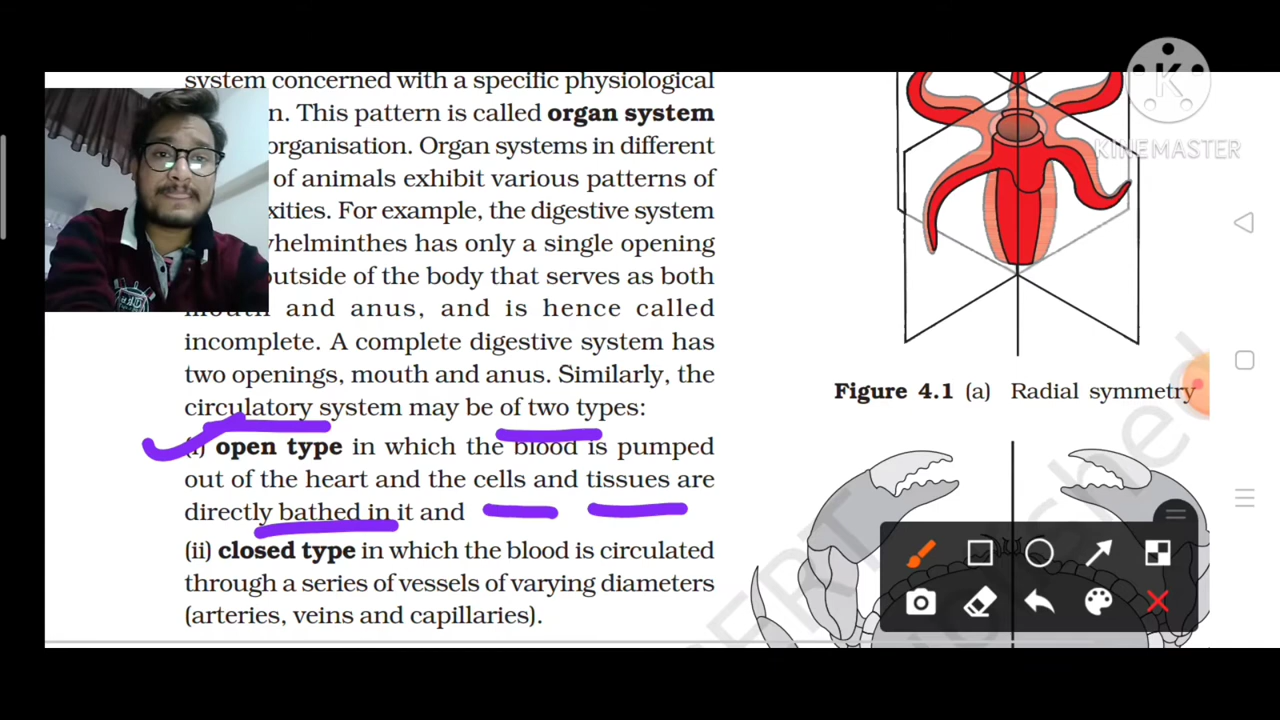 system concerned with a specific physiological
n. This pattern is called organ system
organisation. Organ systems in different
of animals exhibit various patterns of
xities. For example, the digestive system
yhelminthes has only a single opening
outside of the body that serves as both
mouth and anus, and is hence called
incomplete. A complete digestive system has
two openings, mouth and anus. Similarly, the
circulatory system may be of two types:
(i) open type in which the blood is pumped
out of the heart and the cells and tissues are
directly bathed in it and
(ii) closed type in which the blood is circulated
through a series of vessels of varying diameters
(arteries, veins and capillaries).
K
KINEMASTER
Figure 4.1 (a) Radial symmetry